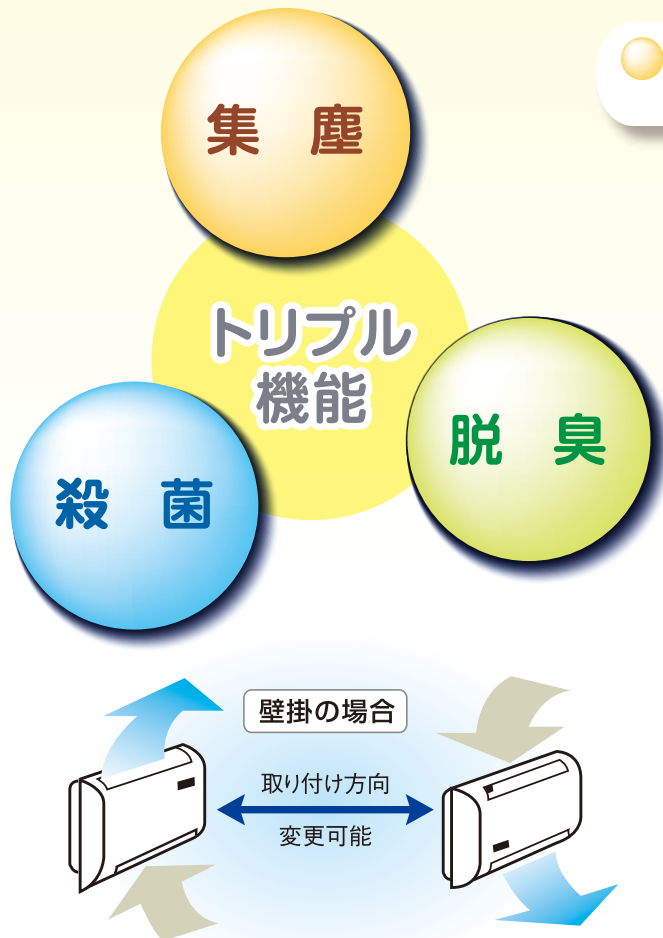 集 塵
トリプル
機能
脱 臭
殺 菌
壁掛の場合
取り付け方向
変更可能